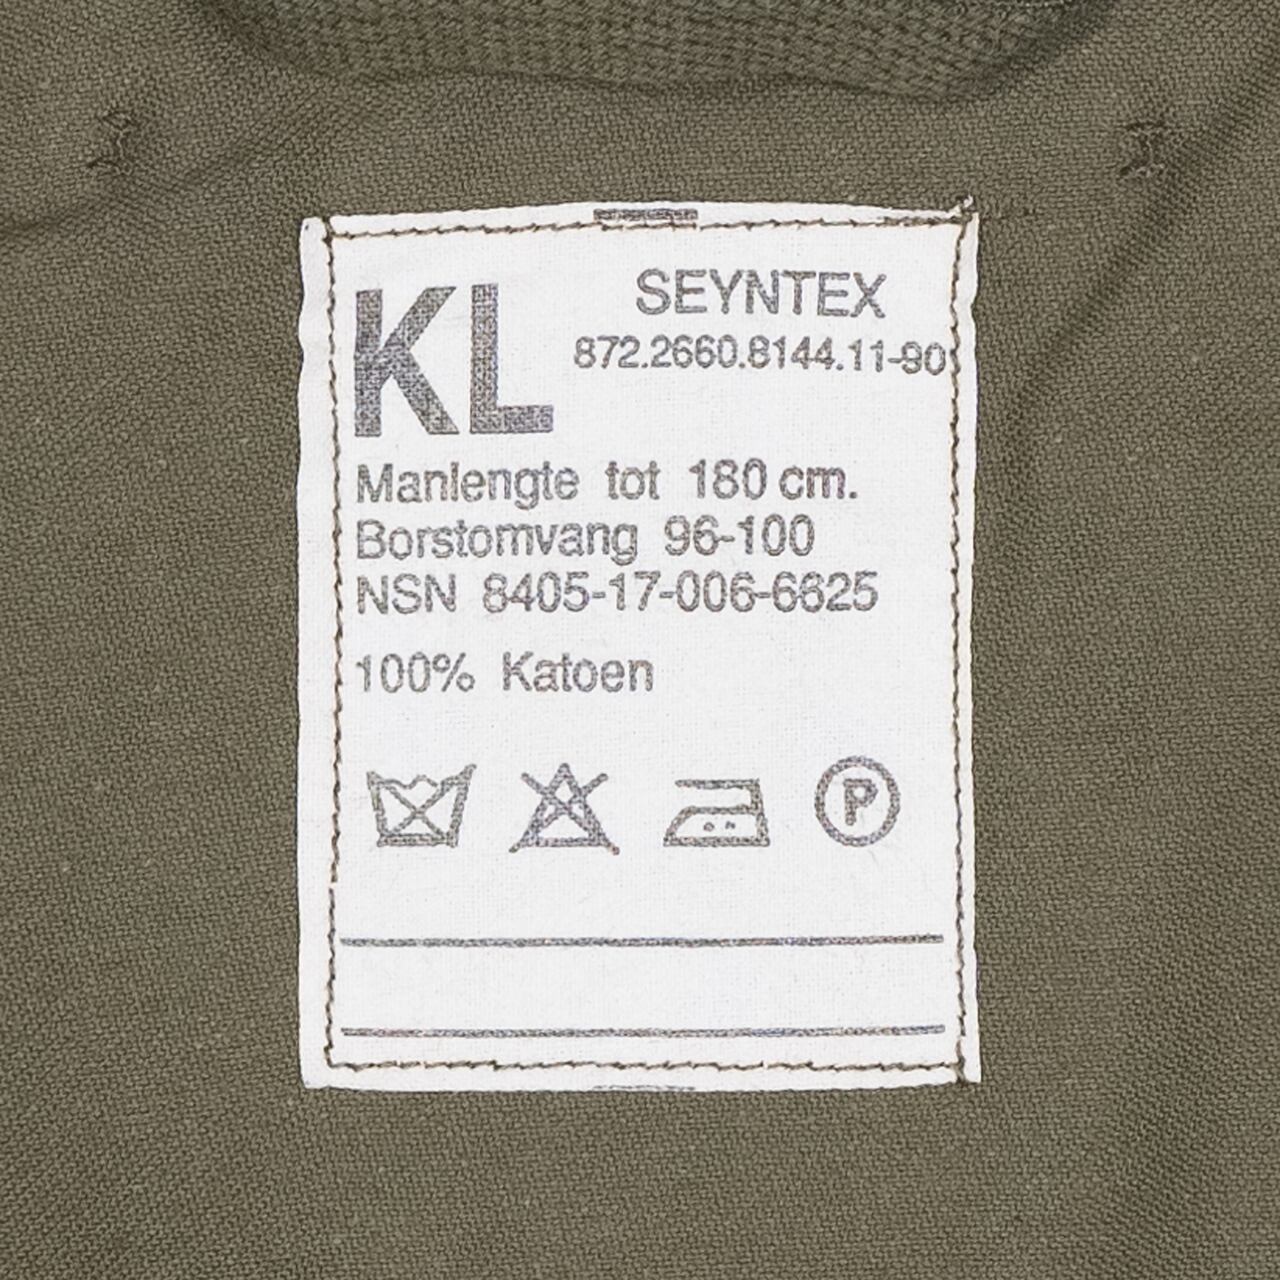 KL
SEYNTEX
872.2660.8144.11-90
Manlengte tot 180 cm.
Borstomvang 96-100
NSN 8405-17-006-6625
100% Katoen
P